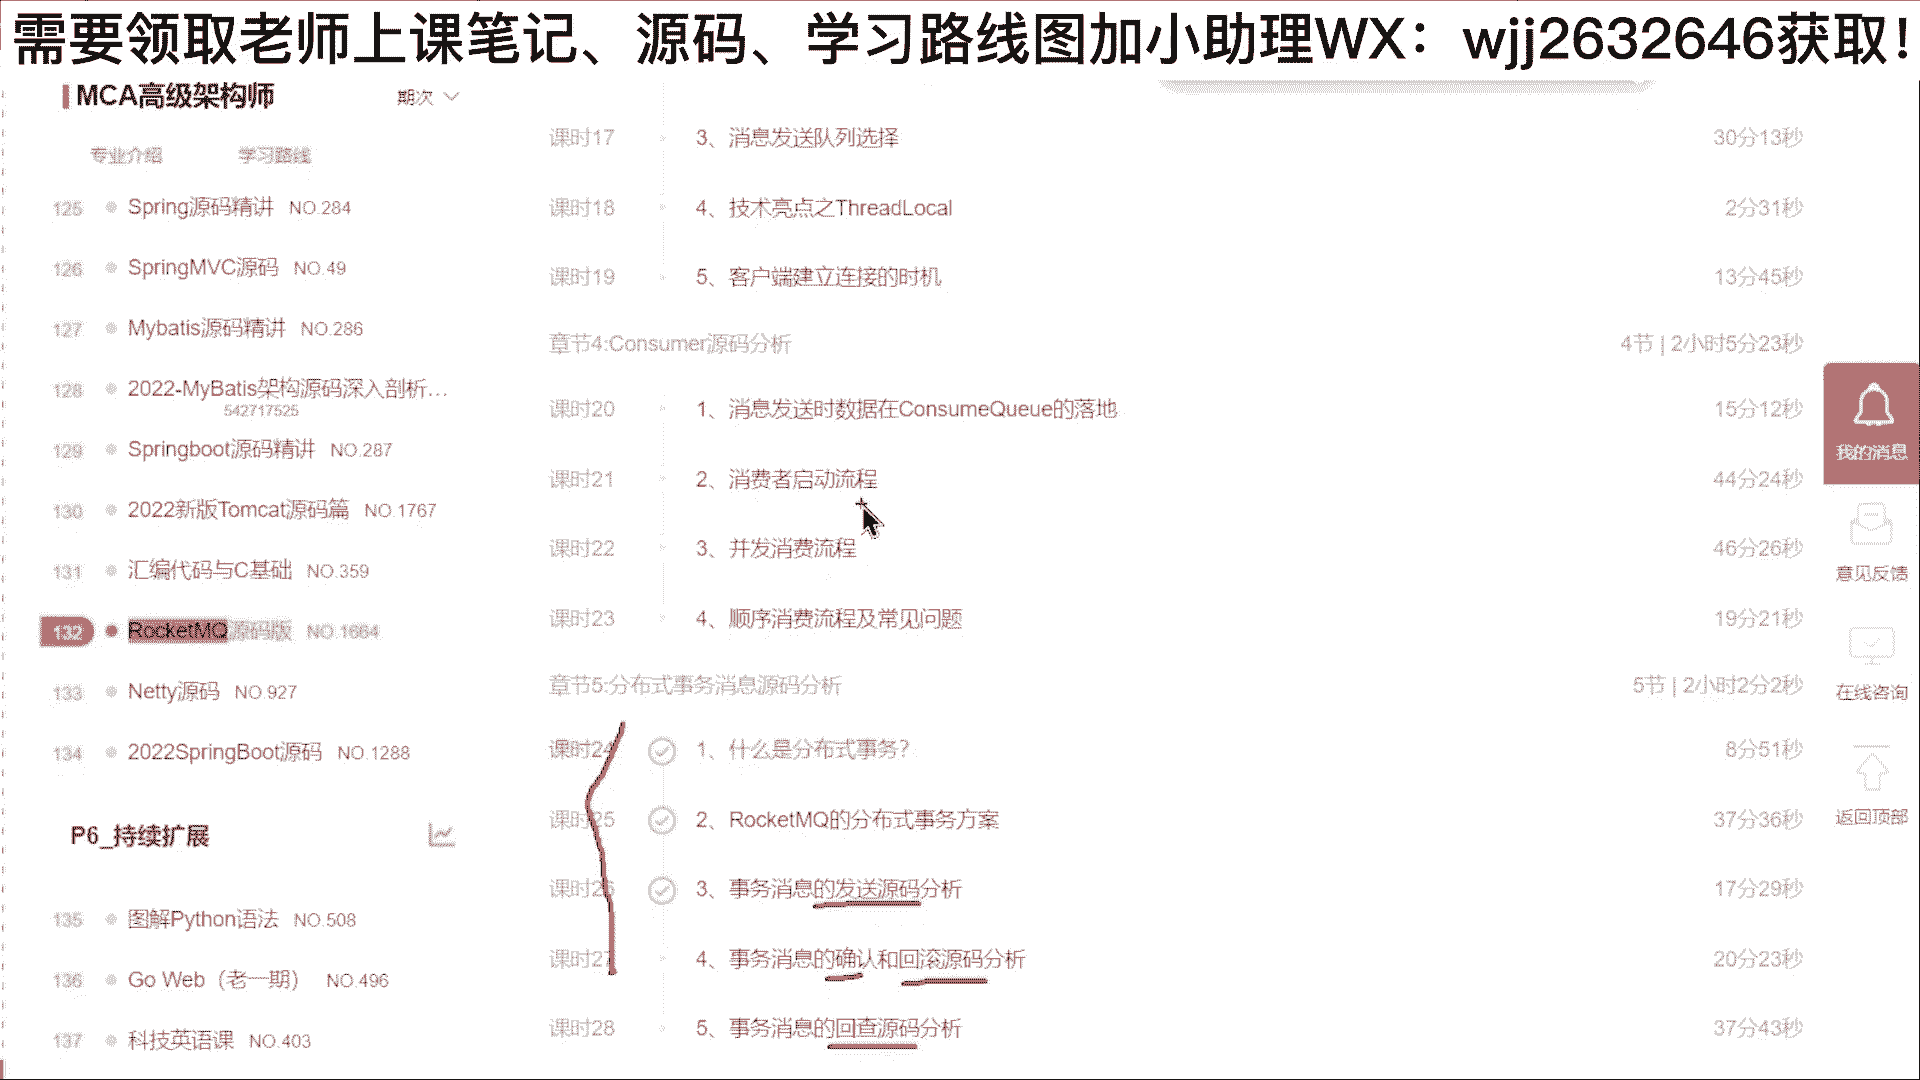 需要领取老师上课笔记、源码、学习路线图加小助理WX：wjj2632646获取！
MCA高级架构师
期次
专业介绍
学习路线
125 Spring源码精讲 NO.284
126 SpringMVC源码 NO.49
127 Mybatis源码精讲 NO.286
128 2022-MyBatis架构源码深入剖析…
542717525
129 Springboot源码精讲 NO.287
130 2022新版Tomcat源码篇 NO.1767
131 汇编代码与C基础 NO.359
132 RocketMQ源码版 NO.1664
133 Netty源码 NO.927
134 2022SpringBoot源码 NO.1288
P6_持续扩展
135 图解Python语法 NO.508
136 Go Web（老一期） NO.496
137 科技英语课 NO.403
课时17 3、消息发送队列选择 30分13秒
课时18 4、技术亮点之ThreadLocal 2分31秒
课时19 5、客户端建立连接的时机 13分45秒
章节4:Consumer源码分析 4节 | 2小时5分23秒
课时20 1、消息发送时数据在ConsumeQueue的落地 15分12秒
课时21 2、消费者启动流程 44分24秒
课时22 3、并发消费流程 46分26秒
课时23 4、顺序消费流程及常见问题 19分21秒
章节5:分布式事务消息源码分析 5节 | 2小时2分2秒
课时24 1、什么是分布式事务？ 8分51秒
课时25 2、RocketMQ的分布式事务方案 37分36秒
课时26 3、事务消息的发送源码分析 17分29秒
课时27 4、事务消息的确认和回滚源码分析 20分23秒
课时28 5、事务消息的回查源码分析 37分43秒
我的消息
意见反馈
在线咨询
返回顶部